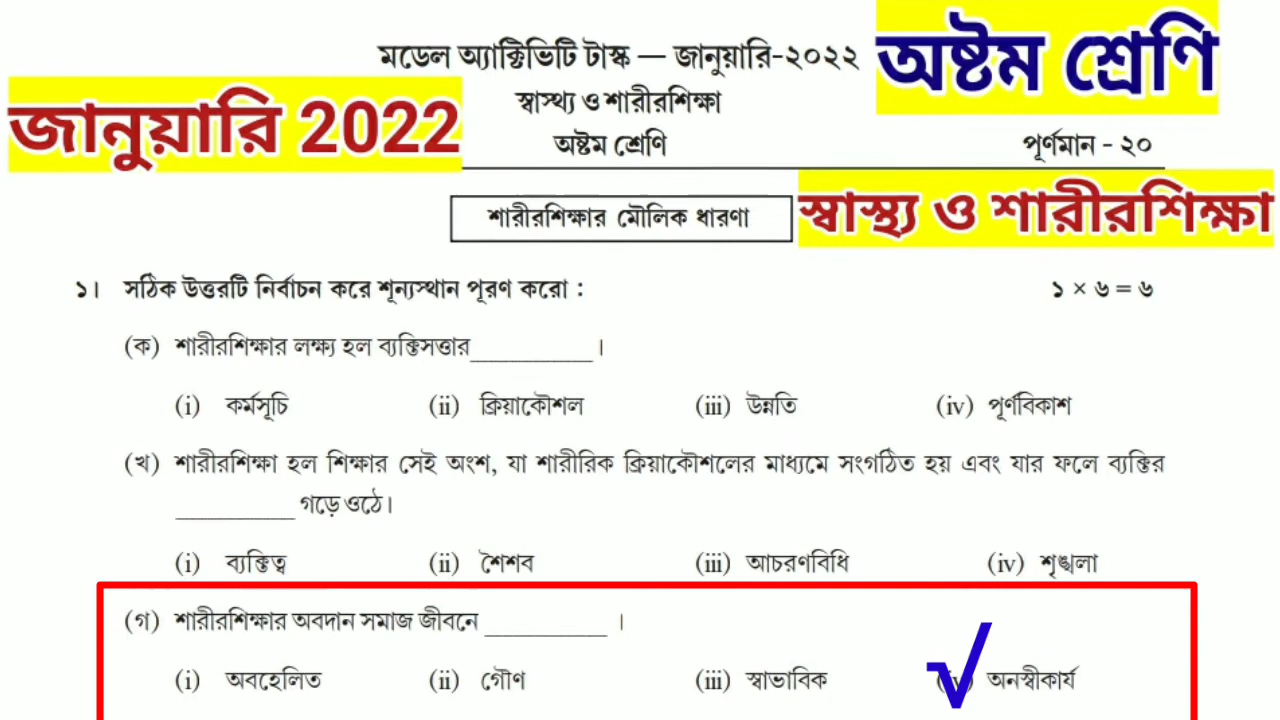 মডেল অ্যাক্টিভিটি টাস্ক — জানুয়ারি-২০২২
অষ্টম শ্রেণি
জানুয়ারি 2022
স্বাস্থ্য ও শারীরশিক্ষা
অষ্টম শ্রেণি
পূর্ণমান - ২০
শারীরশিক্ষার মৌলিক ধারণা
স্বাস্থ্য ও শারীরশিক্ষা
১। সঠিক উত্তরটি নির্বাচন করে শূন্যস্থান পূরণ করো : ১ × ৬ = ৬
(ক) শারীরশিক্ষার লক্ষ্য হল ব্যক্তিসত্তার__________।
(i) কর্মসূচি (ii) ক্রিয়াকৌশল (iii) উন্নতি (iv) পূর্ণবিকাশ
(খ) শারীরশিক্ষা হল শিক্ষার সেই অংশ, যা শারীরিক ক্রিয়াকৌশলের মাধ্যমে সংগঠিত হয় এবং যার ফলে ব্যক্তির
__________ গড়ে ওঠে।
(i) ব্যক্তিত্ব (ii) শৈশব (iii) আচরণবিধি (iv) শৃঙ্খলা
(গ) শারীরশিক্ষার অবদান সমাজ জীবনে __________ ।
(i) অবহেলিত (ii) গৌণ (iii) স্বাভাবিক (iv) √ অনস্বীকার্য